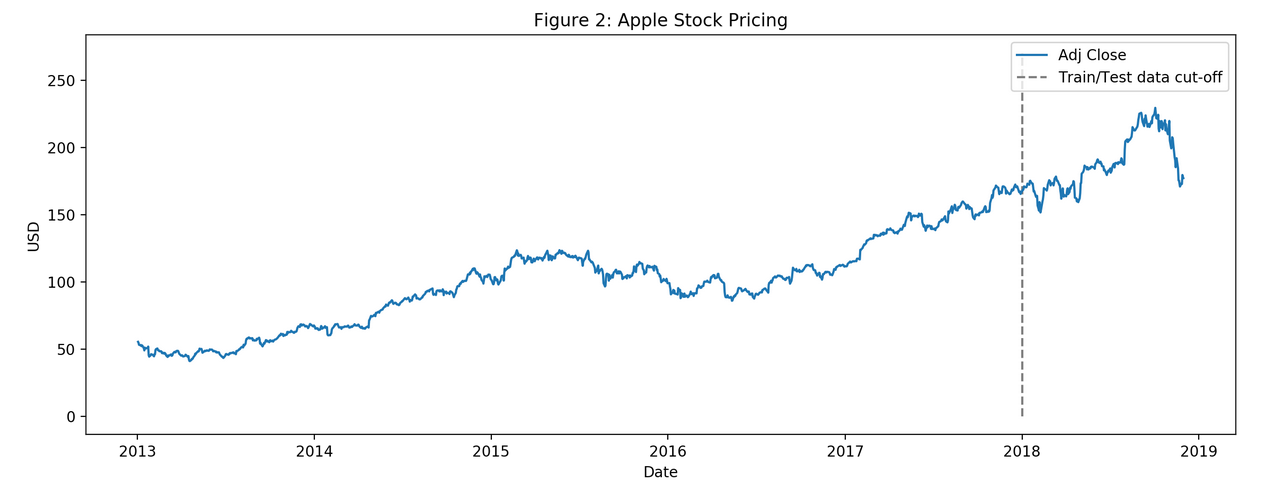 Figure 2: Apple Stock Pricing
Adj Close
Train/Test data cut-off
250
200
150
100
50
0
USD
2013 2014 2015 2016 2017 2018 2019
Date